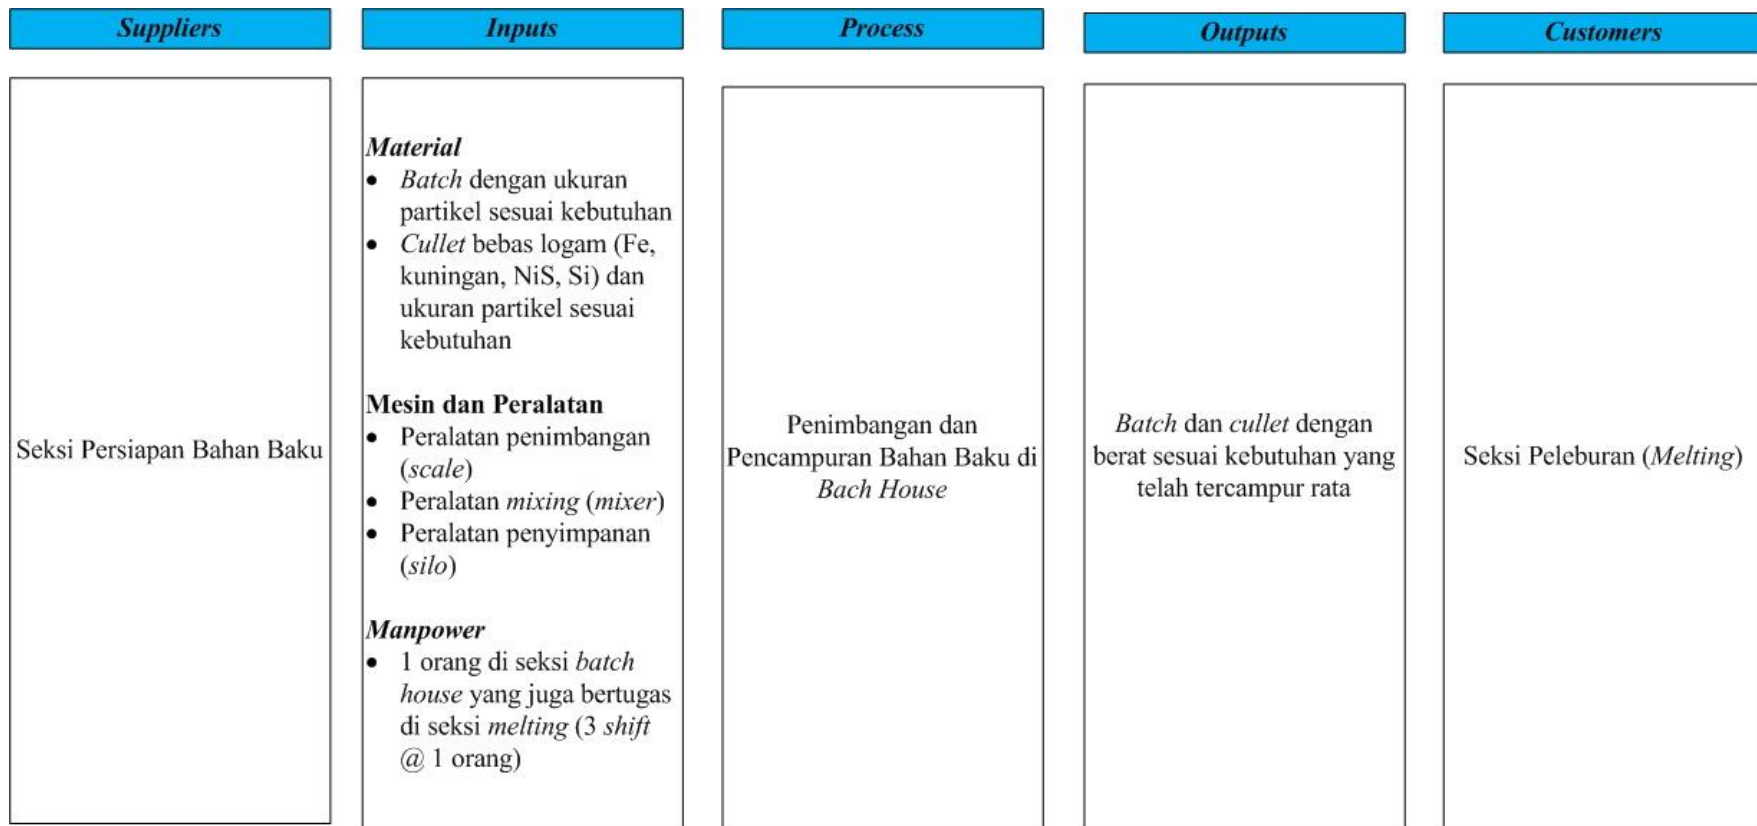 Suppliers
Inputs
Process
Outputs
Customers
Seksi Persiapan Bahan Baku
Material
• Batch dengan ukuran
partikel sesuai kebutuhan
• Cullet bebas logam (Fe,
kuningan, NiS, Si) dan
ukuran partikel sesuai
kebutuhan
Mesin dan Peralatan
• Peralatan penimbangan
(scale)
• Peralatan mixing (mixer)
• Peralatan penyimpanan
(silo)
Manpower
• 1 orang di seksi batch
house yang juga bertugas
di seksi melting (3 shift
@ 1 orang)
Penimbangan dan
Pencampuran Bahan Baku di
Bach House
Batch dan cullet dengan
berat sesuai kebutuhan yang
telah tercampur rata
Seksi Peleburan (Melting)